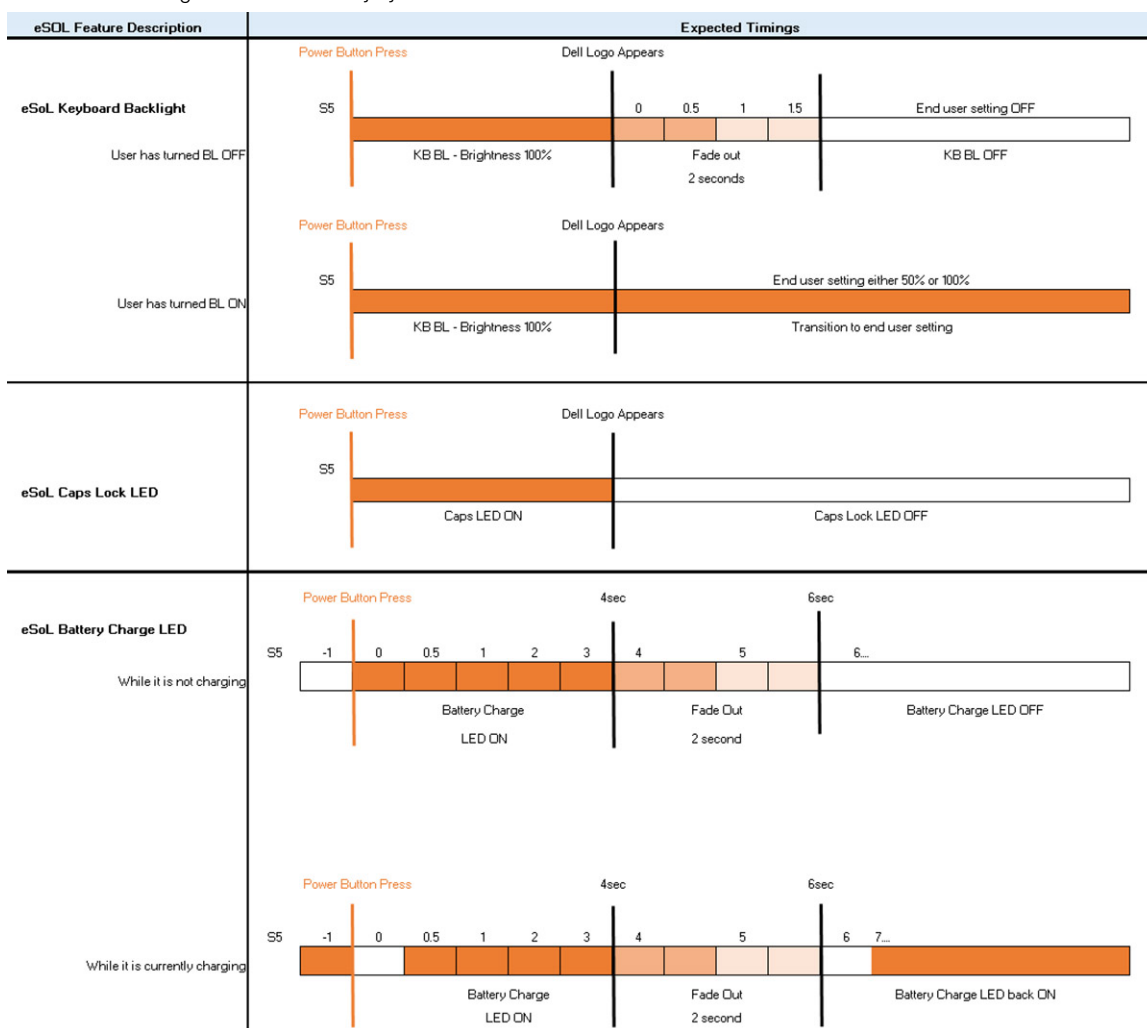 eSOL Feature Description
Expected Timings
Power Button Press
Dell Logo Appears
eSoL Keyboard Backlight
S5
0 0.5 1 1.5
End user setting OFF
User has turned BL OFF
KB BL - Brightness 100%
Fade out
KB BL OFF
2 seconds
Power Button Press
Dell Logo Appears
S5
End user setting either 50% or 100%
User has turned BL ON
KB BL - Brightness 100%
Transition to end user setting
Power Button Press
Dell Logo Appears
S5
eSoL Caps Lock LED
Caps LED ON
Caps Lock LED OFF
Power Button Press
4sec
6sec
eSoL Battery Charge LED
S5 -1 0 0.5 1 2 3 4 5 6...
While it is not charging
Battery Charge
Fade Out
Battery Charge LED OFF
LED ON
2 second
Power Button Press
4sec
6sec
S5 -1 0 0.5 1 2 3 4 5 6 7...
While it is currently charging
Battery Charge
Fade Out
Battery Charge LED back ON
LED ON
2 second